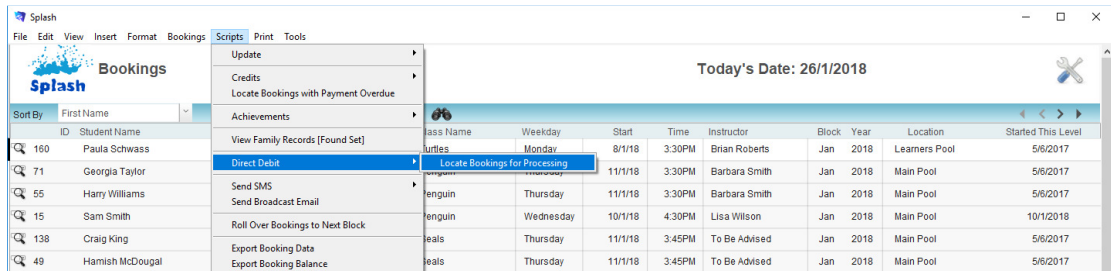 Splash
File Edit View Insert Format Bookings Scripts Print Tools
Splash
Bookings
Today's Date: 26/1/2018
Update
Credits
Locate Bookings with Payment Overdue
Achievements
View Family Records [Found Set]
Direct Debit
Locate Bookings for Processing
Send SMS
Send Broadcast Email
Roll Over Bookings to Next Block
Export Booking Data
Export Booking Balance
Sort By First Name
ID Student Name Name Weekday Start Time Instructor Block Year Location Started This Level
160 Paula Schwass Monday 8/1/18 3:30PM Brian Roberts Jan 2018 Learners Pool 5/6/2017
71 Georgia Taylor 11/1/18 3:30PM Barbara Smith Jan 2018 Main Pool 5/6/2017
55 Harry Williams Thursday 11/1/18 3:30PM Barbara Smith Jan 2018 Main Pool 5/6/2017
15 Sam Smith Wednesday 10/1/18 4:30PM Lisa Wilson Jan 2018 Main Pool 10/1/2018
138 Craig King Thursday 11/1/18 3:45PM To Be Advised Jan 2018 Main Pool 5/6/2017
49 Hamish McDougal Thursday 11/1/18 3:45PM To Be Advised Jan 2018 Main Pool 5/6/2017